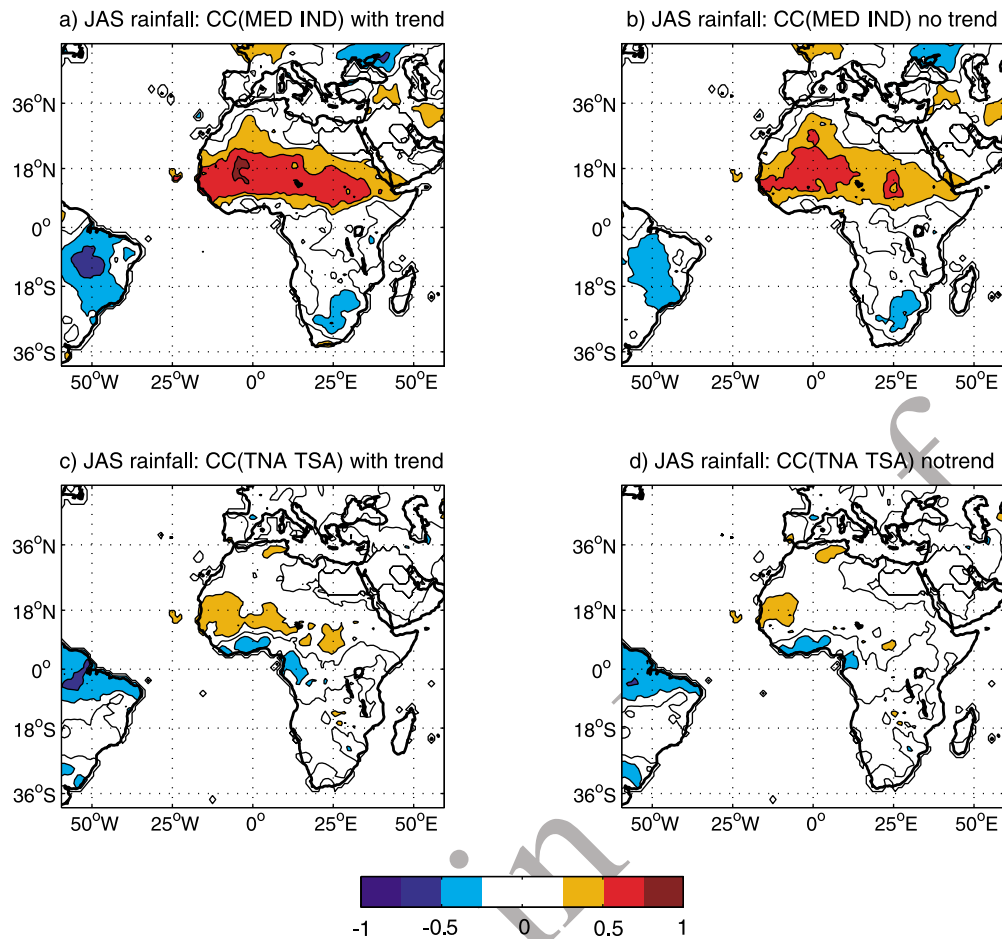 a) JAS rainfall: CC(MED IND) with trend
b) JAS rainfall: CC(MED IND) no trend
36°N
18°N
0°
18°S
36°S
50°W 25°W 0° 25°E 50°E
36°N
18°N
0°
18°S
36°S
50°W 25°W 0° 25°E 50°E
c) JAS rainfall: CC(TNA TSA) with trend
d) JAS rainfall: CC(TNA TSA) notrend
36°N
18°N
0°
18°S
36°S
50°W 25°W 0° 25°E 50°E
36°N
18°N
0°
18°S
36°S
50°W 25°W 0° 25°E 50°E
-1 -0.5 0 0.5 1